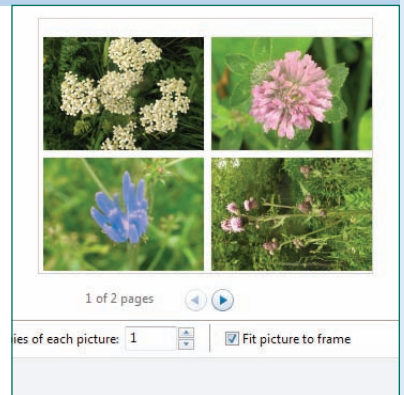 1 of 2 pages
ies of each picture: 1 Fit picture to frame